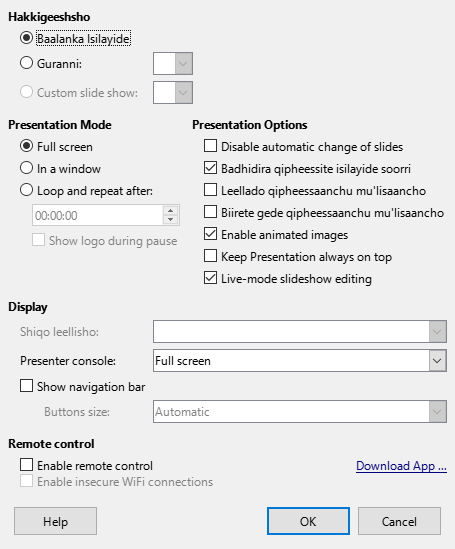 Hakkigeeshsho
Baalanka Isilayide
Guranni:
Custom slide show:
Presentation Mode
Full screen
In a window
Loop and repeat after:
00:00:00
Show logo during pause
Presentation Options
Disable automatic change of slides
Badhidira qipheessite isilayide soorri
Leellado qipheessaanchu mu'lisaancho
Biirete gede qipheessaanchu mu'lisaancho
Enable animated images
Keep Presentation always on top
Live-mode slideshow editing
Display
Shiqo leellisho:
Presenter console: Full screen
Show navigation bar
Buttons size: Automatic
Remote control
Enable remote control Download App ...
Enable insecure WiFi connections
Help OK Cancel